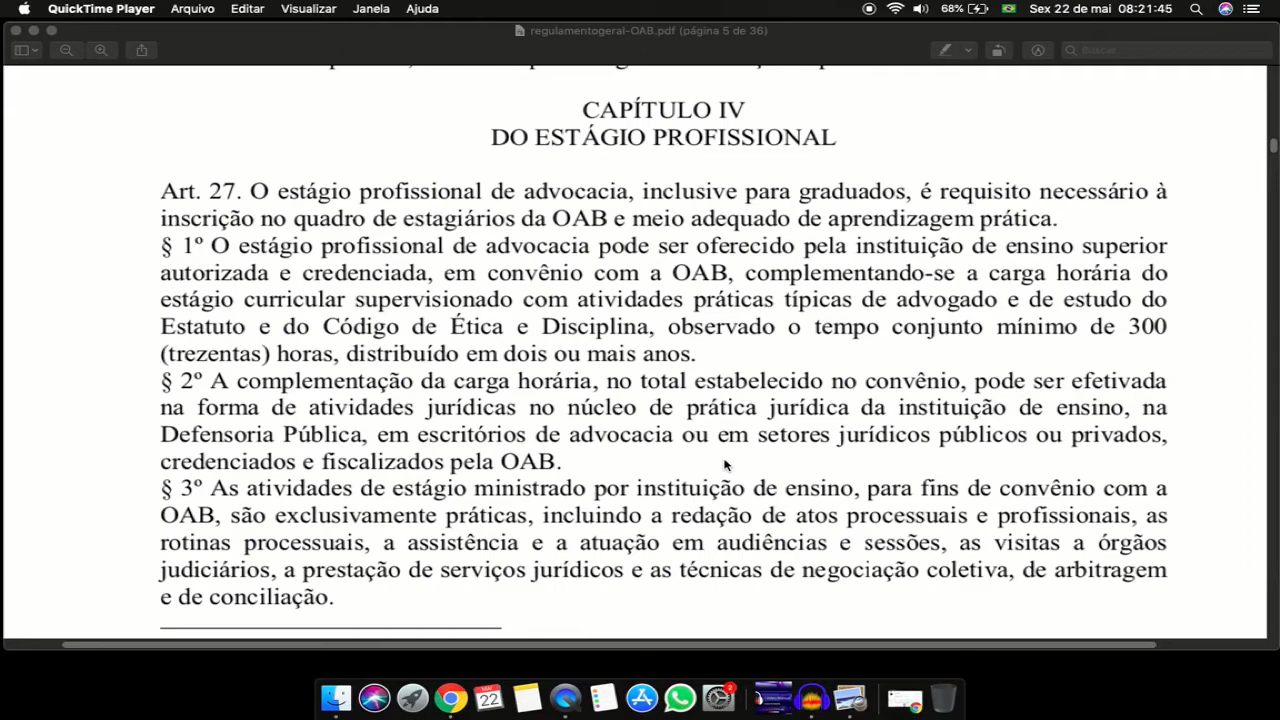 QuickTime Player Arquivo Editar Visualizar Janela Ajuda 68% Sex 22 de mai 08:21:45
regulamentogeral-OAB.pdf (página 5 de 36)
Buscar
CAPÍTULO IV
DO ESTÁGIO PROFISSIONAL
Art. 27. O estágio profissional de advocacia, inclusive para graduados, é requisito necessário à
inscrição no quadro de estagiários da OAB e meio adequado de aprendizagem prática.
§ 1º O estágio profissional de advocacia pode ser oferecido pela instituição de ensino superior
autorizada e credenciada, em convênio com a OAB, complementando-se a carga horária do
estágio curricular supervisionado com atividades práticas típicas de advogado e de estudo do
Estatuto e do Código de Ética e Disciplina, observado o tempo conjunto mínimo de 300
(trezentas) horas, distribuído em dois ou mais anos.
§ 2º A complementação da carga horária, no total estabelecido no convênio, pode ser efetivada
na forma de atividades jurídicas no núcleo de prática jurídica da instituição de ensino, na
Defensoria Pública, em escritórios de advocacia ou em setores jurídicos públicos ou privados,
credenciados e fiscalizados pela OAB.
§ 3º As atividades de estágio ministrado por instituição de ensino, para fins de convênio com a
OAB, são exclusivamente práticas, incluindo a redação de atos processuais e profissionais, as
rotinas processuais, a assistência e a atuação em audiências e sessões, as visitas a órgãos
judiciários, a prestação de serviços jurídicos e as técnicas de negociação coletiva, de arbitragem
e de conciliação.
22
2